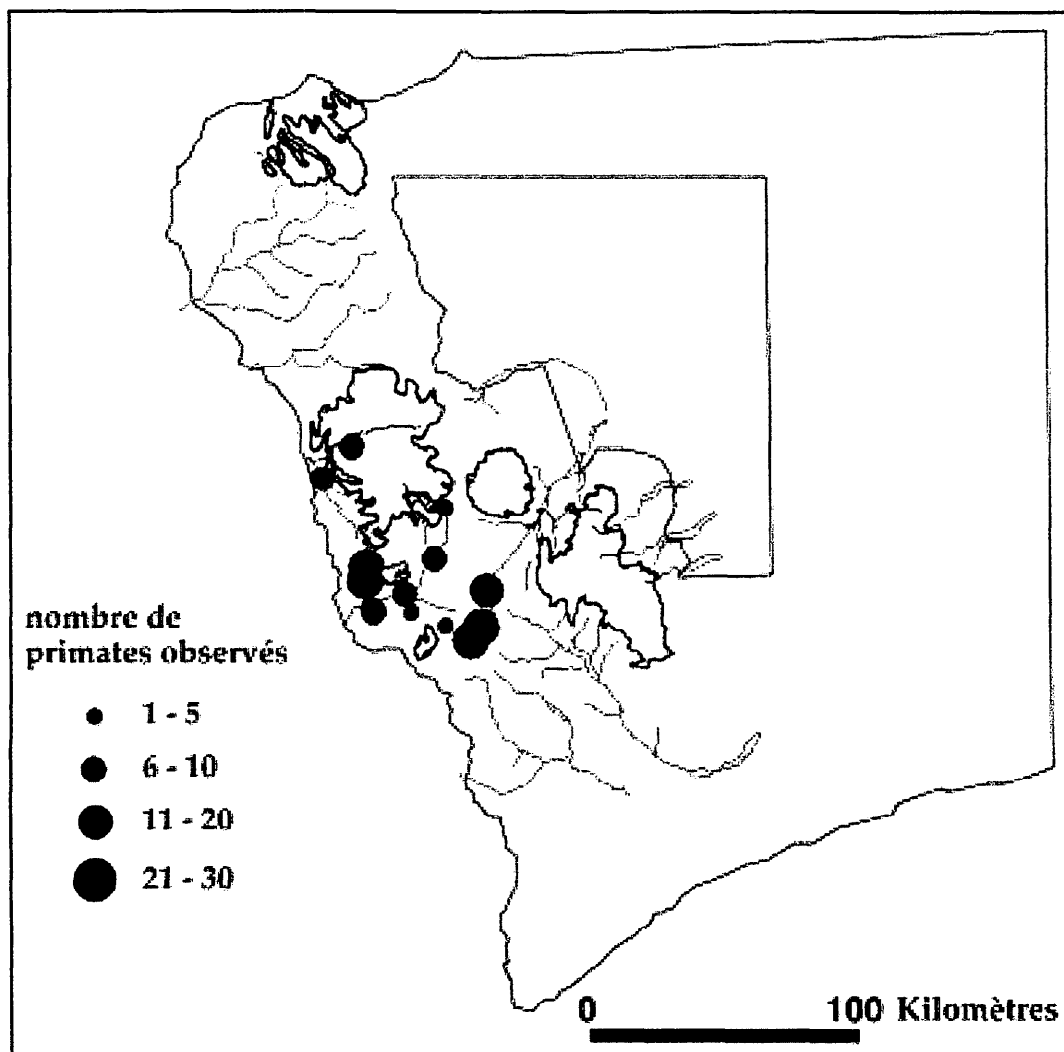 nombre de
primates observés
1 - 5
6 - 10
11 - 20
21 - 30
0 100 Kilomètres